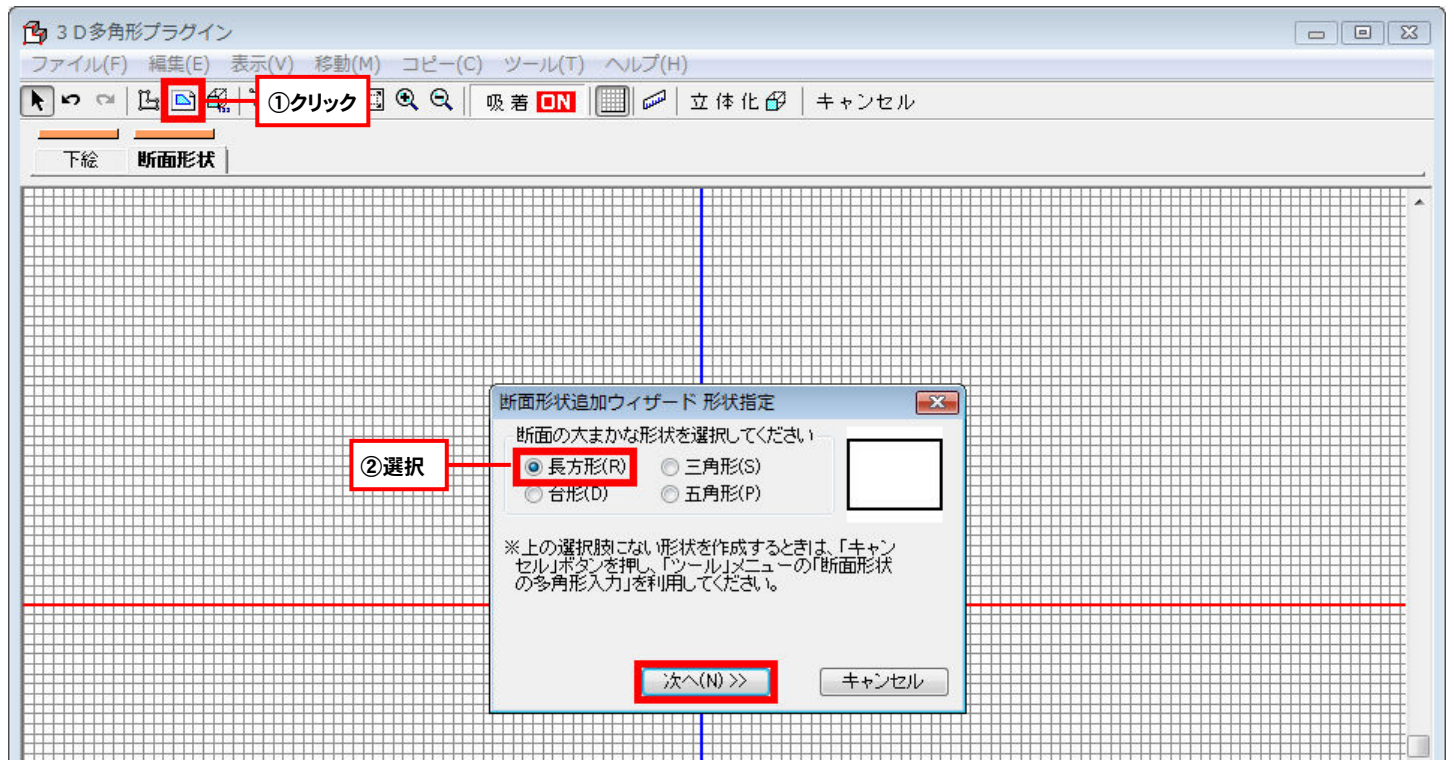 3D多角形プラグイン
ファイル(F) 編集(E) 表示(V) 移動(M) コピー(C) ツール(T) ヘルプ(H)
①クリック 吸着 ON 立体化 キャンセル
下絵 断面形状
断面形状追加ウィザード 形状指定
断面の大まかな形状を選択してください
②選択
長方形(R) 三角形(S)
台形(D) 五角形(P)
※上の選択肢にない形状を作成するときは、「キャン
セル」ボタンを押し、「ツール」メニューの「断面形状
の多角形入力」を利用してください。
次へ(N) >> キャンセル